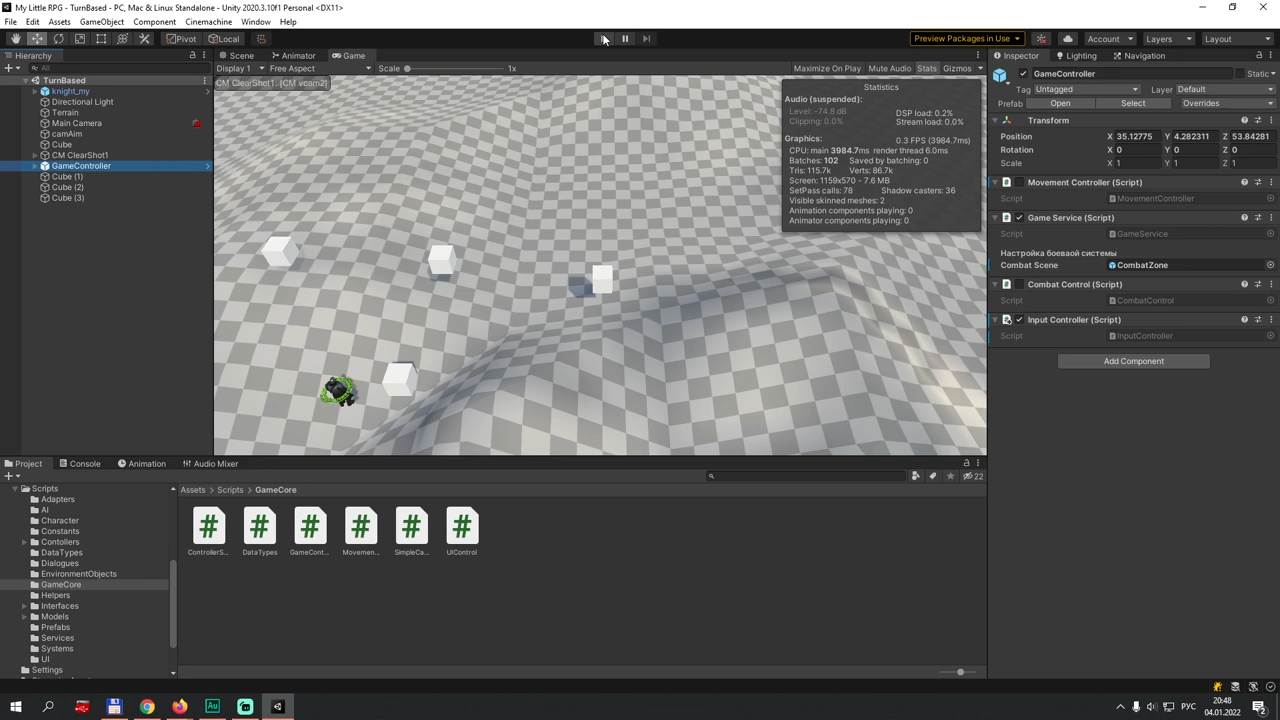 My Little RPG - TurnBased - PC, Mac & Linux Standalone - Unity 2020.3.10f1 Personal <DX11>
File Edit Assets GameObject Component Cinemachine Window Help
Pivot Local Preview Packages in Use Account Layers Layout
Hierarchy
All
TurnBased
knight_my
Directional Light
Terrain
Main Camera
camAim
Cube
CM ClearShot1
GameController
Cube (1)
Cube (2)
Cube (3)
Scene Animator Game
Display 1 Free Aspect Scale 1x Maximize On Play Mute Audio Stats Gizmos
CM ClearShot1: [CM vcam2]
Statistics
Audio (suspended):
Level: -74.8 dB DSP load: 0.2%
Clipping: 0.0% Stream load: 0.0%
Graphics: 0.3 FPS (3984.7ms)
CPU: main 3984.7ms render thread 6.0ms
Batches: 102 Saved by batching: 0
Tris: 115.7k Verts: 86.7k
Screen: 1159x570 - 7.6 MB
SetPass calls: 78 Shadow casters: 36
Visible skinned meshes: 2
Animation components playing: 0
Animator components playing: 0
Inspector Lighting Navigation
GameController Static
Tag Untagged Layer Default
Prefab Open Select Overrides
Transform
Position X 35.12775 Y 4.282311 Z 53.84281
Rotation X 0 Y 0 Z 0
Scale X 1 Y 1 Z 1
Movement Controller (Script)
Script MovementController
Game Service (Script)
Script GameService
Настройка боеваой системы
Combat Scene CombatZone
Combat Control (Script)
Script CombatControl
Input Controller (Script)
Script InputController
Add Component
Project Console Animation Audio Mixer
22
Scripts
Adapters
AI
Character
Constants
Contollers
DataTypes
Dialogues
EnvironmentObjects
GameCore
Helpers
Interfaces
Models
Prefabs
Services
Systems
UI
Settings
Assets Scripts GameCore
ControllerS... DataTypes GameCont... Movemen... SimpleCa... UIControl
Au
РУС
20:48
04.01.2022